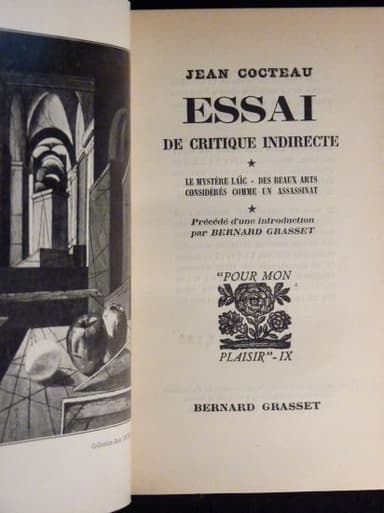 Collection
JEAN COCTEAU
ESSAI
DE CRITIQUE INDIRECTE
★
LE MYSTÈRE LAÏC - DES BEAUX ARTS
CONSIDÉRÉS COMME UN ASSASSINAT
★
Précédé d'une introduction
par BERNARD GRASSET
"POUR MON
PLAISIR" - IX
BERNARD GRASSET